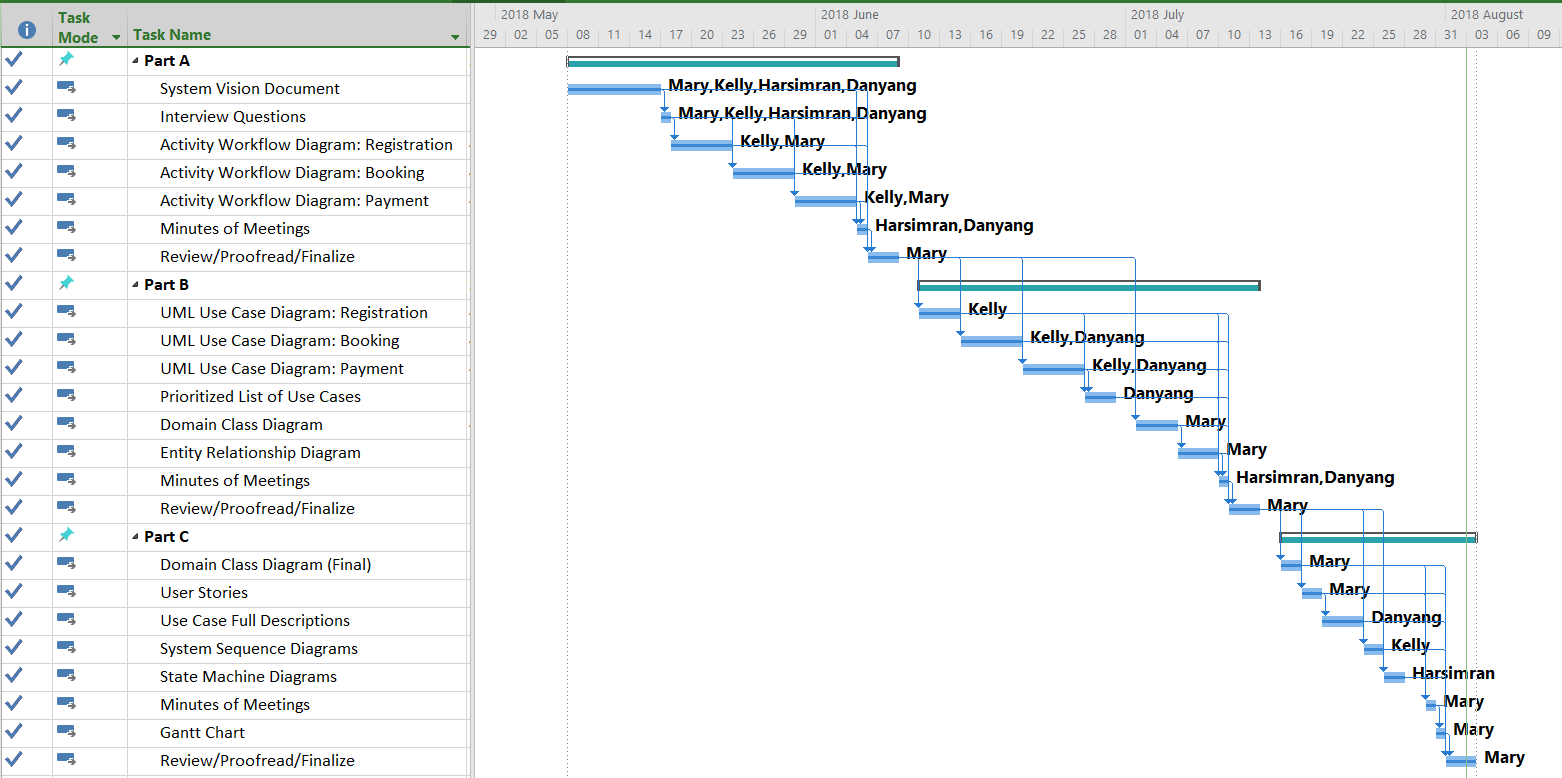 2018 May 2018 June 2018 July 2018 August
Task Mode Task Name 29 02 05 08 11 14 17 20 23 26 29 01 04 07 10 13 16 19 22 25 28 01 04 07 10 13 16 19 22 25 28 31 03 06 09
Part A
System Vision Document Mary,Kelly,Harsimran,Danyang
Interview Questions Mary,Kelly,Harsimran,Danyang
Activity Workflow Diagram: Registration Kelly,Mary
Activity Workflow Diagram: Booking Kelly,Mary
Activity Workflow Diagram: Payment Kelly,Mary
Minutes of Meetings Harsimran,Danyang
Review/Proofread/Finalize Mary
Part B
UML Use Case Diagram: Registration Kelly
UML Use Case Diagram: Booking Kelly,Danyang
UML Use Case Diagram: Payment Kelly,Danyang
Prioritized List of Use Cases Danyang
Domain Class Diagram Mary
Entity Relationship Diagram Mary
Minutes of Meetings Harsimran,Danyang
Review/Proofread/Finalize Mary
Part C
Domain Class Diagram (Final) Mary
User Stories Mary
Use Case Full Descriptions Danyang
System Sequence Diagrams Kelly
State Machine Diagrams Harsimran
Minutes of Meetings Mary
Gantt Chart Mary
Review/Proofread/Finalize Mary